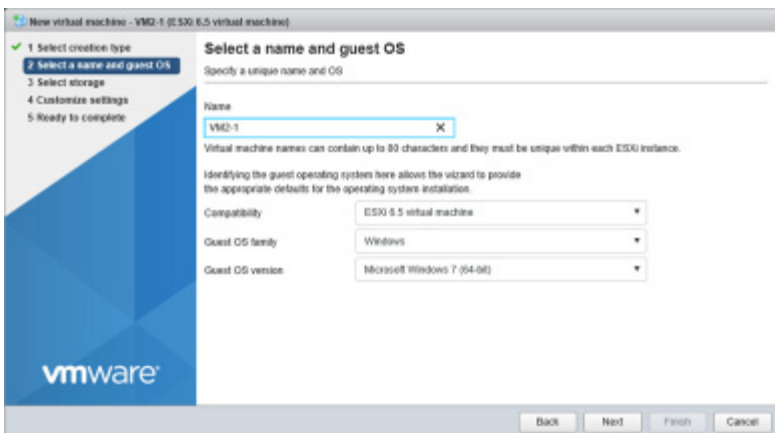 New virtual machine - VM2-1 (ESXi 6.5 virtual machine)
1 Select creation type
2 Select a name and guest OS
3 Select storage
4 Customize settings
5 Ready to complete
Select a name and guest OS
Specify a unique name and OS
Name
VM2-1
Virtual machine names can contain up to 80 characters and they must be unique within each ESXi instance.
Identifying the guest operating system here allows the wizard to provide
the appropriate defaults for the operating system installation.
Compatibility
ESXi 6.5 virtual machine
Guest OS family
Windows
Guest OS version
Microsoft Windows 7 (64-bit)
vmware
Back Next Finish Cancel